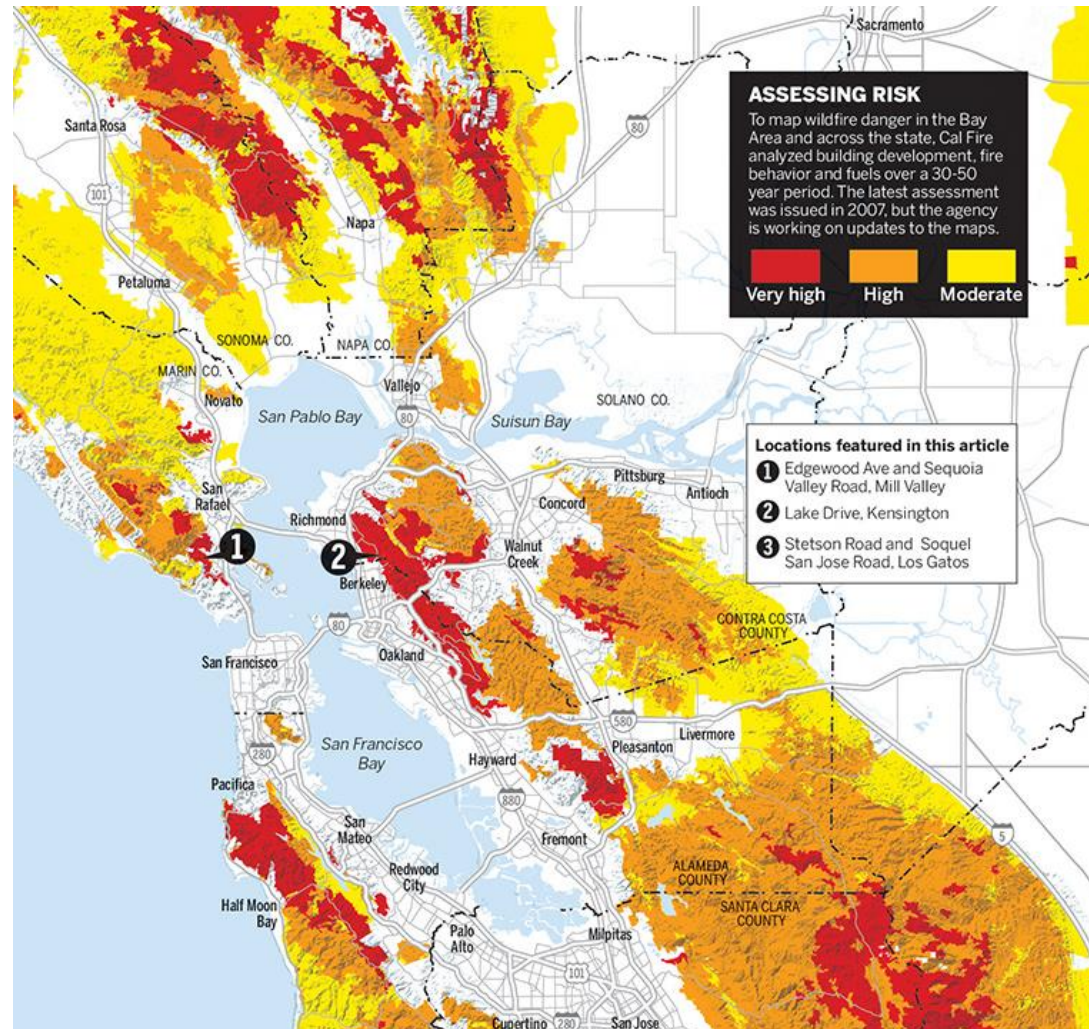 Sacramento
80
ASSESSING RISK
To map wildfire danger in the Bay
Area and across the state, Cal Fire
analyzed building development, fire
behavior and fuels over a 30-50
year period. The latest assessment
was issued in 2007, but the agency
is working on updates to the maps.
Very high
High
Moderate
Santa Rosa
101
Napa
Petaluma
SONOMA CO.
NAPA CO.
MARIN CO.
Novato
Vallejo
San Pablo Bay
80
Suisun Bay
SOLANO CO.
Locations featured in this article
1 Edgewood Ave and Sequoia
Valley Road, Mill Valley
2 Lake Drive, Kensington
3 Stetson Road and Soquel
San Jose Road, Los Gatos
Pittsburg
Antioch
Concord
San
Rafael
Richmond
1
2
Walnut
Creek
Berkeley
CONTRA COSTA
COUNTY
80
Oakland
San Francisco
580
Livermore
Pleasanton
San Francisco
Bay
Hayward
280
Pacifica
880
San
Mateo
Fremont
5
Redwood
City
ALAMEDA
COUNTY
SANTA CLARA
COUNTY
Half Moon
Bay
Palo
Alto
Milpitas
101
Cupertino
280
San Jose